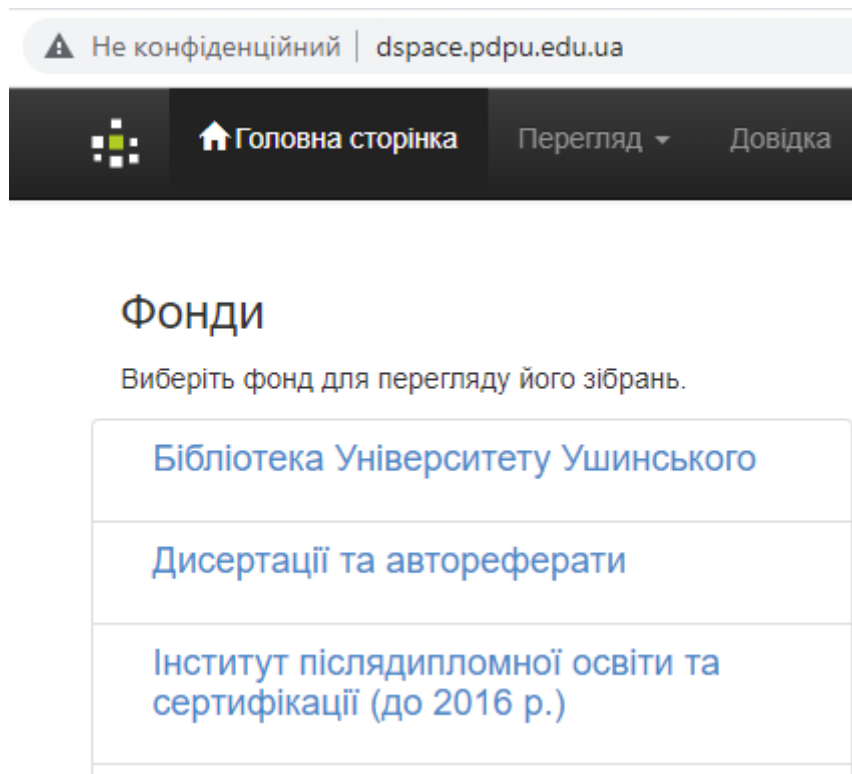 Не конфіденційний | dspace.pdpu.edu.ua
Головна сторінка Перегляд Довідка
Фонди
Виберіть фонд для перегляду його зібрань.
Бібліотека Університету Ушинського
Дисертації та автореферати
Інститут післядипломної освіти та
сертифікації (до 2016 р.)